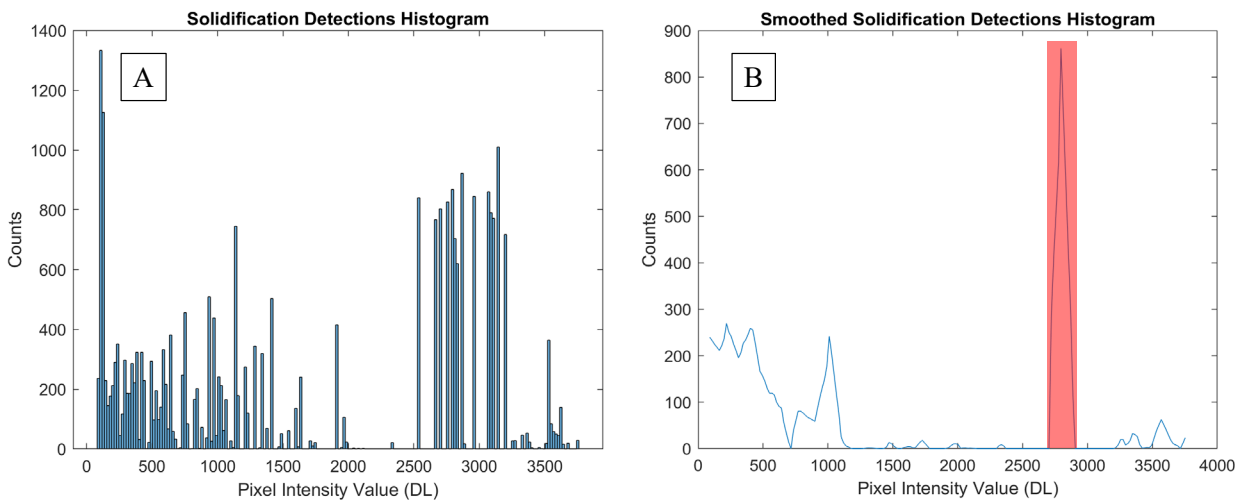 Solidification Detections Histogram
A
1400
1200
1000
800
600
400
200
0
Counts
0 500 1000 1500 2000 2500 3000 3500
Pixel Intensity Value (DL)
Smoothed Solidification Detections Histogram
B
900
800
700
600
500
400
300
200
100
0
Counts
0 500 1000 1500 2000 2500 3000 3500 4000
Pixel Intensity Value (DL)